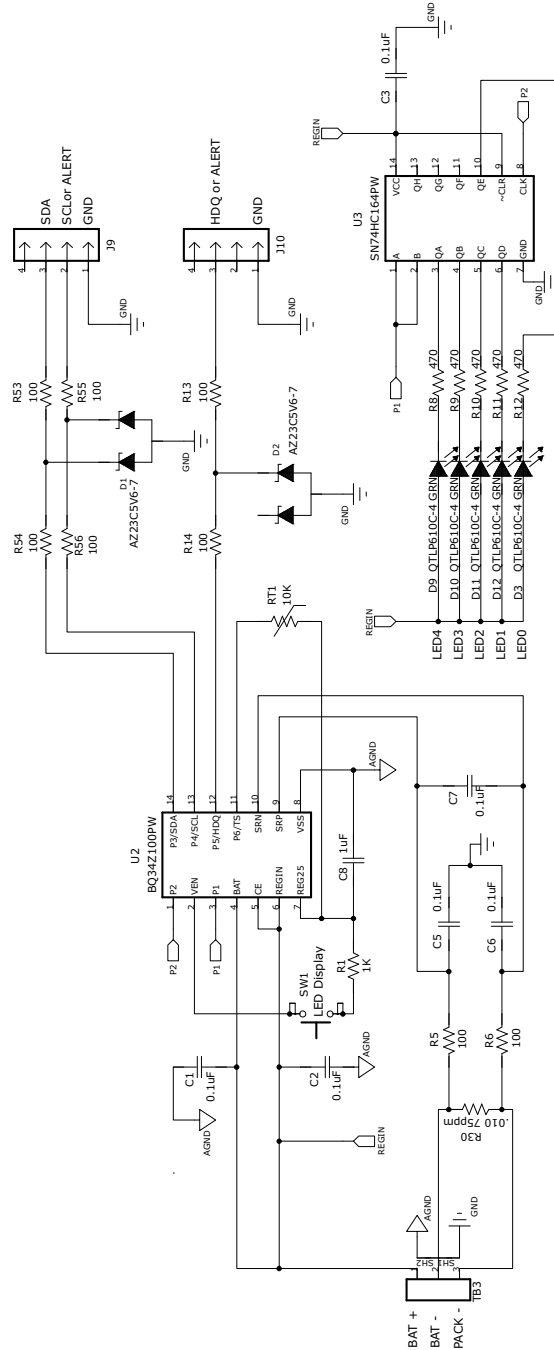 GND
0.1uF
C3
REGIN
P2
14
VCC
13
QH
12
QG
11
QF
10
QE
9
~CLR
8
CLK
U3
SN74HC164PW
1
A
2
B
3
QA
4
QB
5
QC
6
QD
7
GND
GND
P1
R8
470
R9
470
R10
470
R11
470
R12
470
D9 QTLP610C-4 GRN
D10 QTLP610C-4 GRN
D11 QTLP610C-4 GRN
D12 QTLP610C-4 GRN
D3 QTLP610C-4 GRN
REGIN
LED4
LED3
LED2
LED1
LED0
SDA
SCLor ALERT
GND
4
3
2
1
J9
GND
HDQ or ALERT
GND
4
3
2
1
J10
GND
R53
100
R55
100
D1
AZ23C5V6-7
GND
R54
100
R56
100
R13
100
D2
AZ23C5V6-7
GND
R14
100
RT1
10K
U2
BQ34Z100PW
14
P3/SDA
13
P4/SCL
12
P5/HDQ
11
P6/TS
10
SRN
9
SRP
8
VSS
1
P2
2
VEN
3
P1
4
BAT
5
CE
6
REGIN
7
REG25
P2
P1
AGND
C8
1uF
C7
0.1uF
SW1
LED Display
R1
1K
C1
0.1uF
AGND
C2
0.1uF
AGND
REGIN
C5
0.1uF
C6
0.1uF
R5
100
R6
100
R30
.010 75ppm
AGND
GND
SH2
SH1
1
2
3
TB3
BAT +
BAT -
PACK -